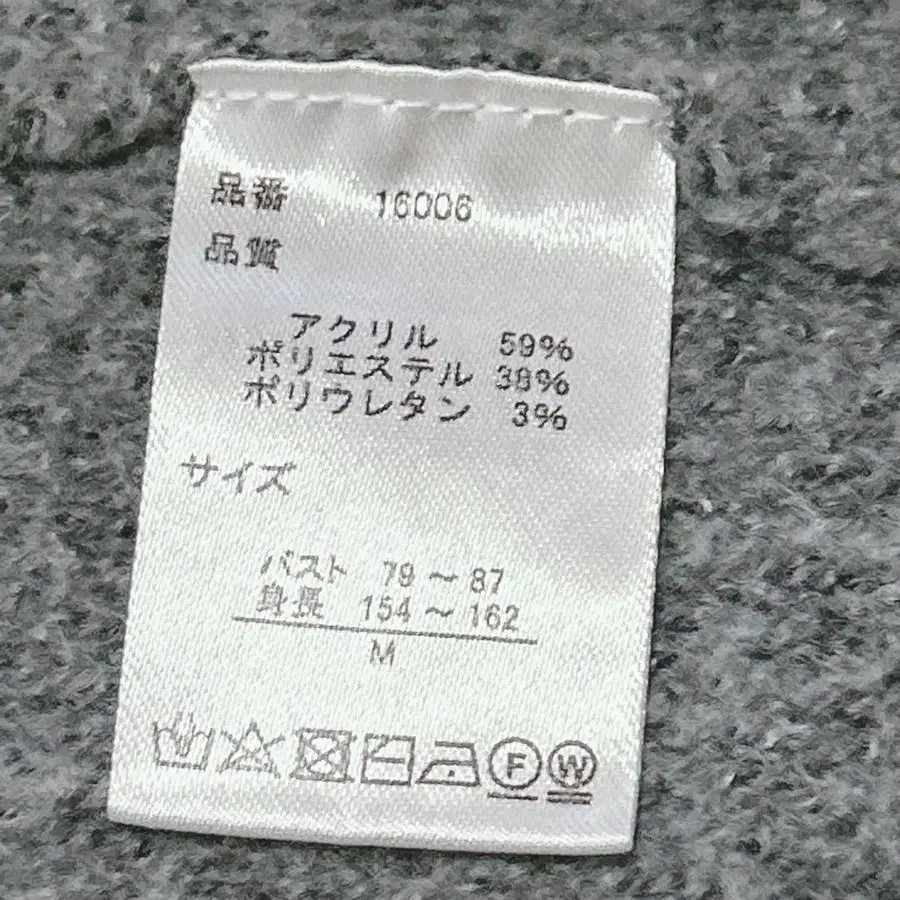 品番 16006
品質
アクリル 59%
ポリエステル 38%
ポリウレタン 3%
サイズ
バスト 79～87
身長 154～162
M
F W